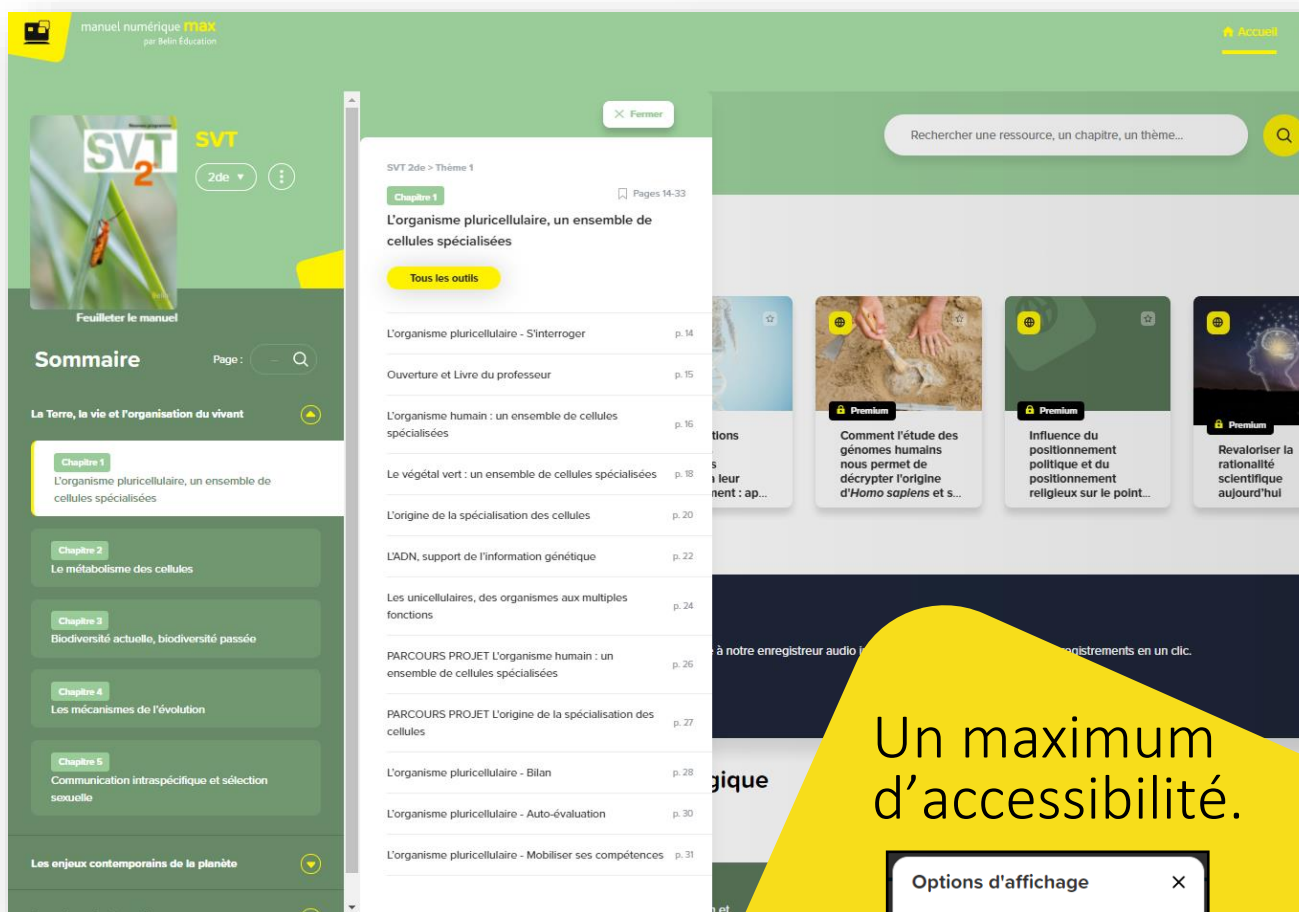 manuel numérique max
par Belin Éducation
Accueil
SVT
2de
Feuilleter le manuel
Sommaire
Page :
La Terre, la vie et l'organisation du vivant
Chapitre 1
L'organisme pluricellulaire, un ensemble de
cellules spécialisées
Chapitre 2
Le métabolisme des cellules
Chapitre 3
Biodiversité actuelle, biodiversité passée
Chapitre 4
Les mécanismes de l'évolution
Chapitre 5
Communication intraspécifique et sélection
sexuelle
Les enjeux contemporains de la planète
SVT
2de
Belin
Fermer
SVT 2de > Thème 1
Chapitre 1
Pages 14-33
L'organisme pluricellulaire, un ensemble de
cellules spécialisées
Tous les outils
L'organisme pluricellulaire - S'interroger p. 14
Ouverture et Livre du professeur p. 15
L'organisme humain : un ensemble de cellules
spécialisées p. 16
Le végétal vert : un ensemble de cellules spécialisées p. 18
L'origine de la spécialisation des cellules p. 20
L'ADN, support de l'information génétique p. 22
Les unicellulaires, des organismes aux multiples
fonctions p. 24
PARCOURS PROJET L'organisme humain : un
ensemble de cellules spécialisées p. 26
PARCOURS PROJET L'origine de la spécialisation des
cellules p. 27
L'organisme pluricellulaire - Bilan p. 28
L'organisme pluricellulaire - Auto-évaluation p. 30
L'organisme pluricellulaire - Mobiliser ses compétences p. 31
Rechercher une ressource, un chapitre, un thème...
tions
s
leur
ment : ap...
Premium
Comment l'étude des
génomes humains
nous permet de
décrypter l'origine
d'Homo sapiens et s...
Premium
Influence du
positionnement
politique et du
positionnement
religieux sur le point...
Premium
Revaloriser la
rationalité
scientifique
aujourd'hui
à notre enregistreur audio
gistrements en un clic.
gique
et
Un maximum
d'accessibilité.
Options d'affichage